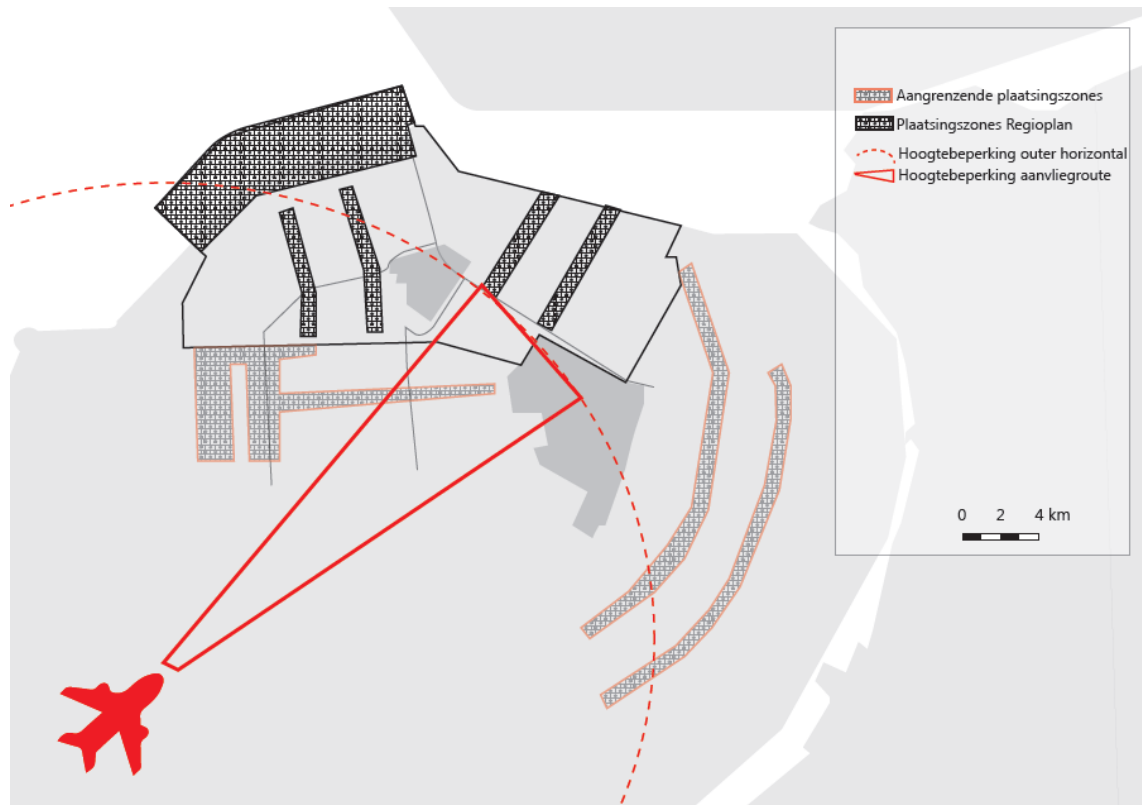 Aangrenzende plaatsingszones
Plaatsingszones Regioplan
Hoogtebeperking outer horizontal
Hoogtebeperking aanvliegroute
0 2 4 km